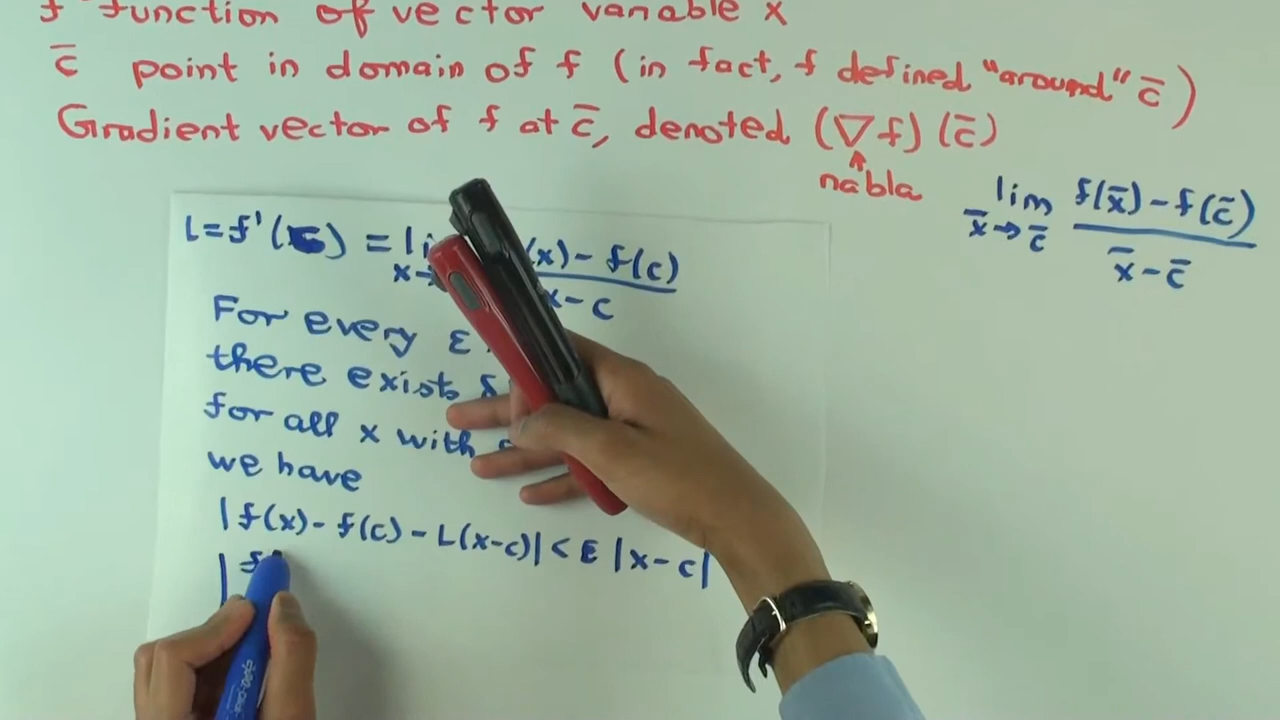 f function of vector variable x
c̄ point in domain of f (in fact, f defined "around" c̄)
Gradient vector of f at c̄, denoted (∇f)(c̄)
nabla
lim x̄→c̄ f(x̄)-f(c̄) / x̄-c̄
L=f'(c) = x→ (x)-f(c) / x-c
For every ε
there exists δ
for all x with
we have
|f(x)-f(c)-L(x-c)|<ε|x-c|
| f